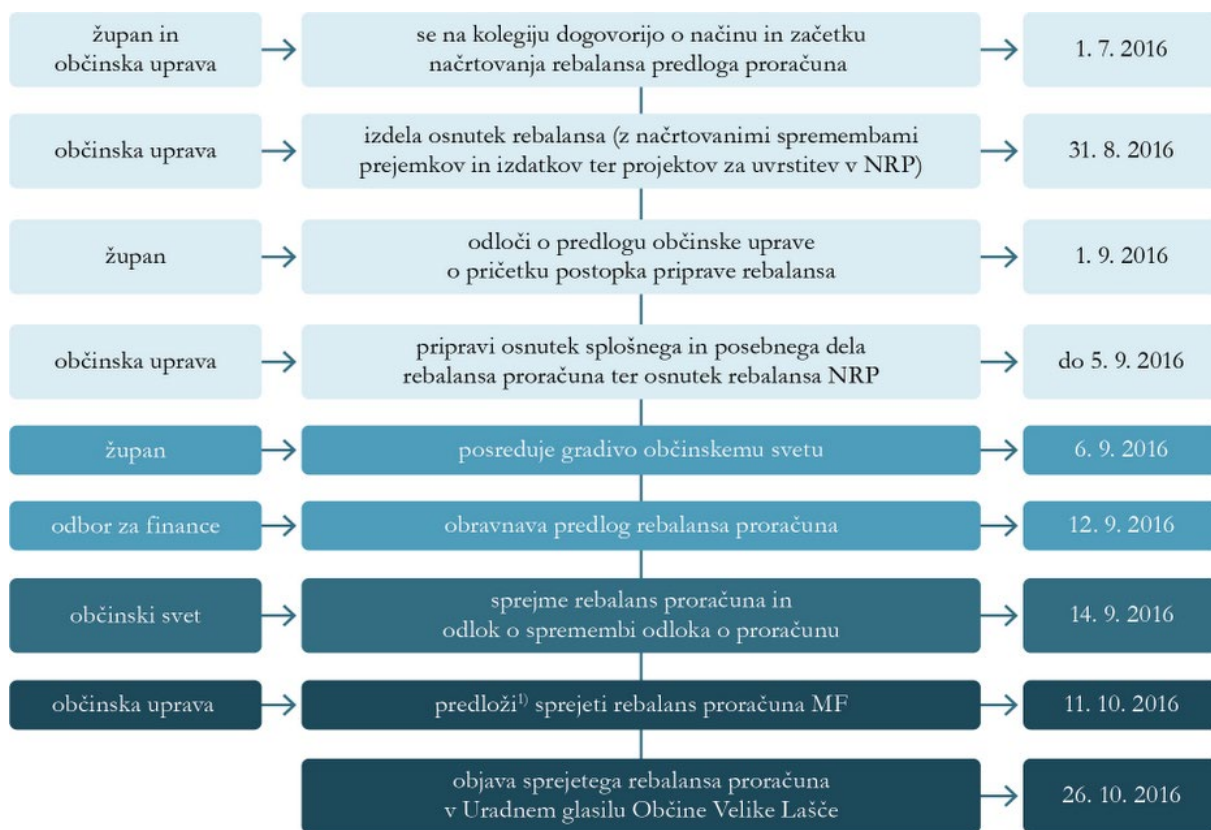 župan in
občinska uprava
se na kolegiju dogovorijo o načinu in začetku
načrtovanja rebalansa predloga proračuna
1. 7. 2016
občinska uprava
izdela osnutek rebalansa (z načrtovanimi spremembami
prejemkov in izdatkov ter projektov za uvrstitev v NRP)
31. 8. 2016
župan
odloči o predlogu občinske uprave
o pričetku postopka priprave rebalansa
1. 9. 2016
občinska uprava
pripravi osnutek splošnega in posebnega dela
rebalansa proračuna ter osnutek rebalansa NRP
do 5. 9. 2016
župan
posreduje gradivo občinskemu svetu
6. 9. 2016
odbor za finance
obravnava predlog rebalansa proračuna
12. 9. 2016
občinski svet
sprejme rebalans proračuna in
odlok o spremembi odloka o proračunu
14. 9. 2016
občinska uprava
predloži¹⁾ sprejeti rebalans proračuna MF
11. 10. 2016
objava sprejetega rebalansa proračuna
v Uradnem glasilu Občine Velike Lašče
26. 10. 2016